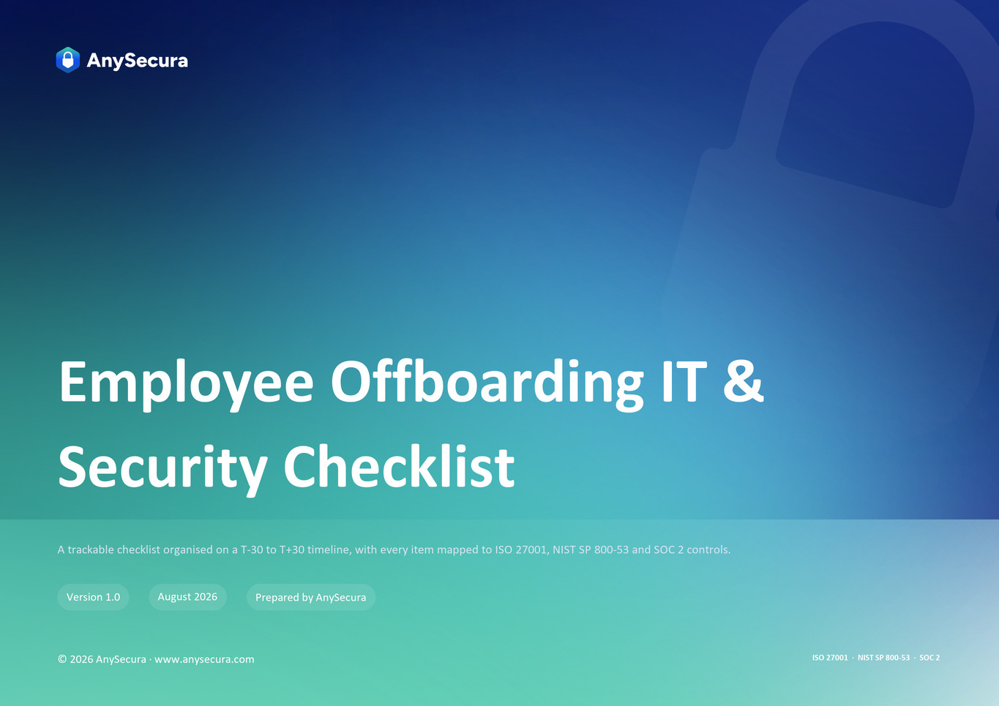 AnySecura
Employee Offboarding IT &
Security Checklist
A trackable checklist organised on a T-30 to T+30 timeline, with every item mapped to ISO 27001, NIST SP 800-53 and SOC 2 controls.
Version 1.0
August 2026
Prepared by AnySecura
© 2026 AnySecura · www.anysecura.com
ISO 27001 · NIST SP 800-53 · SOC 2